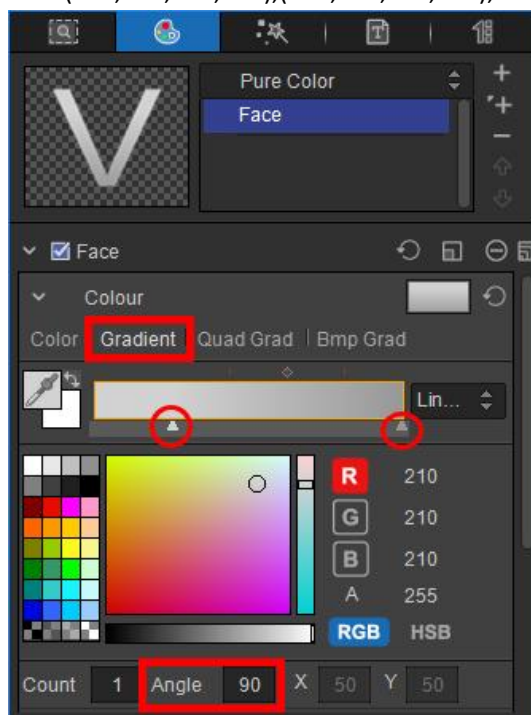 V
Pure Color
Face
Face
Colour
Color Gradient Quad Grad Bmp Grad
Lin...
R 210
G 210
B 210
A 255
RGB HSB
Count 1 Angle 90 X 50 Y 50